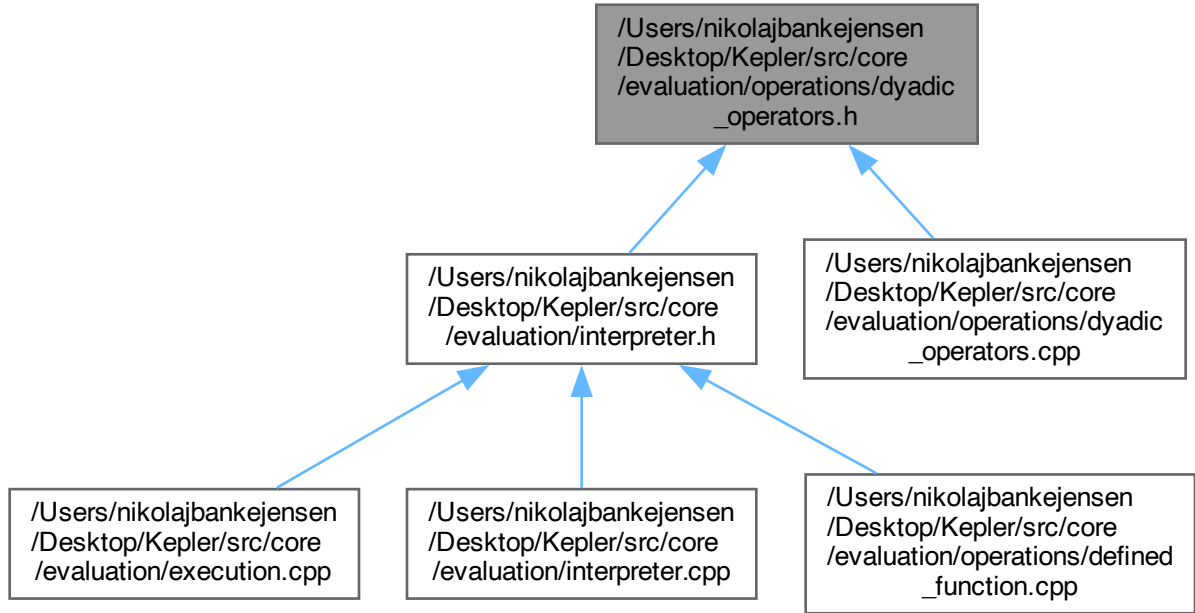 /Users/nikolajbankejensen
/Desktop/Kepler/src/core
/evaluation/operations/dyadic
_operators.h
/Users/nikolajbankejensen
/Desktop/Kepler/src/core
/evaluation/interpreter.h
/Users/nikolajbankejensen
/Desktop/Kepler/src/core
/evaluation/operations/dyadic
_operators.cpp
/Users/nikolajbankejensen
/Desktop/Kepler/src/core
/evaluation/execution.cpp
/Users/nikolajbankejensen
/Desktop/Kepler/src/core
/evaluation/interpreter.cpp
/Users/nikolajbankejensen
/Desktop/Kepler/src/core
/evaluation/operations/defined
_function.cpp